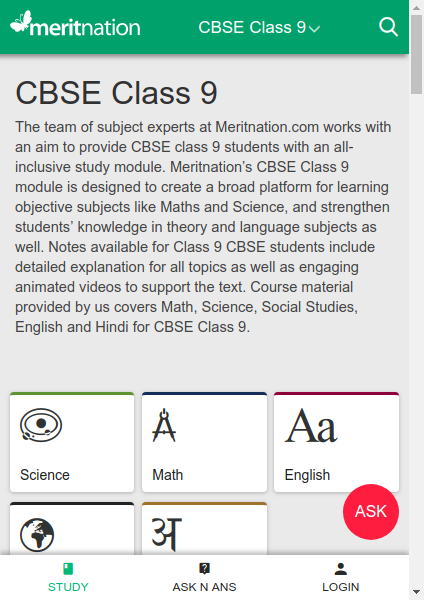 meritnation
CBSE Class 9
CBSE Class 9
The team of subject experts at Meritnation.com works with
an aim to provide CBSE class 9 students with an all-
inclusive study module. Meritnation’s CBSE Class 9
module is designed to create a broad platform for learning
objective subjects like Maths and Science, and strengthen
students’ knowledge in theory and language subjects as
well. Notes available for Class 9 CBSE students include
detailed explanation for all topics as well as engaging
animated videos to support the text. Course material
provided by us covers Math, Science, Social Studies,
English and Hindi for CBSE Class 9.
Aa
Science
Math
English
ASK
अ
STUDY
ASK N ANS
LOGIN